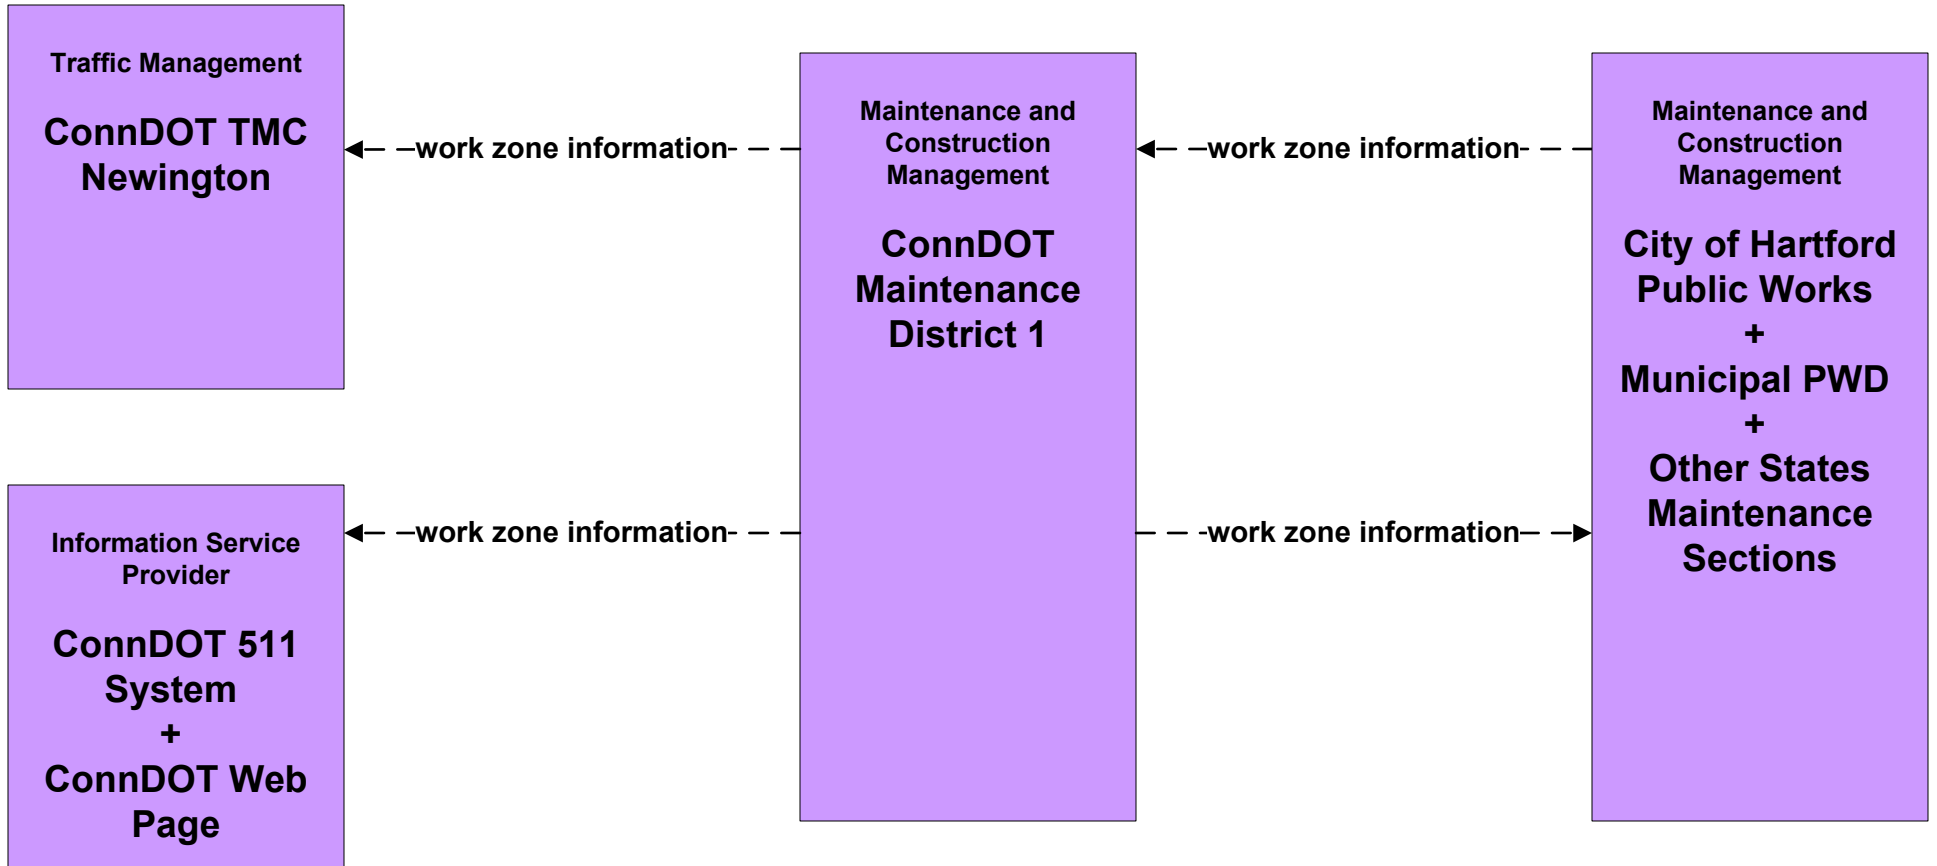 Traffic Management
ConnDOT TMC
Newington
work zone information
Maintenance and
Construction
Management
ConnDOT
Maintenance
District 1
work zone information
Maintenance and
Construction
Management
City of Hartford
Public Works
+
Municipal PWD
+
Other States
Maintenance
Sections
Information Service
Provider
ConnDOT 511
System
+
ConnDOT Web
Page
work zone information
work zone information